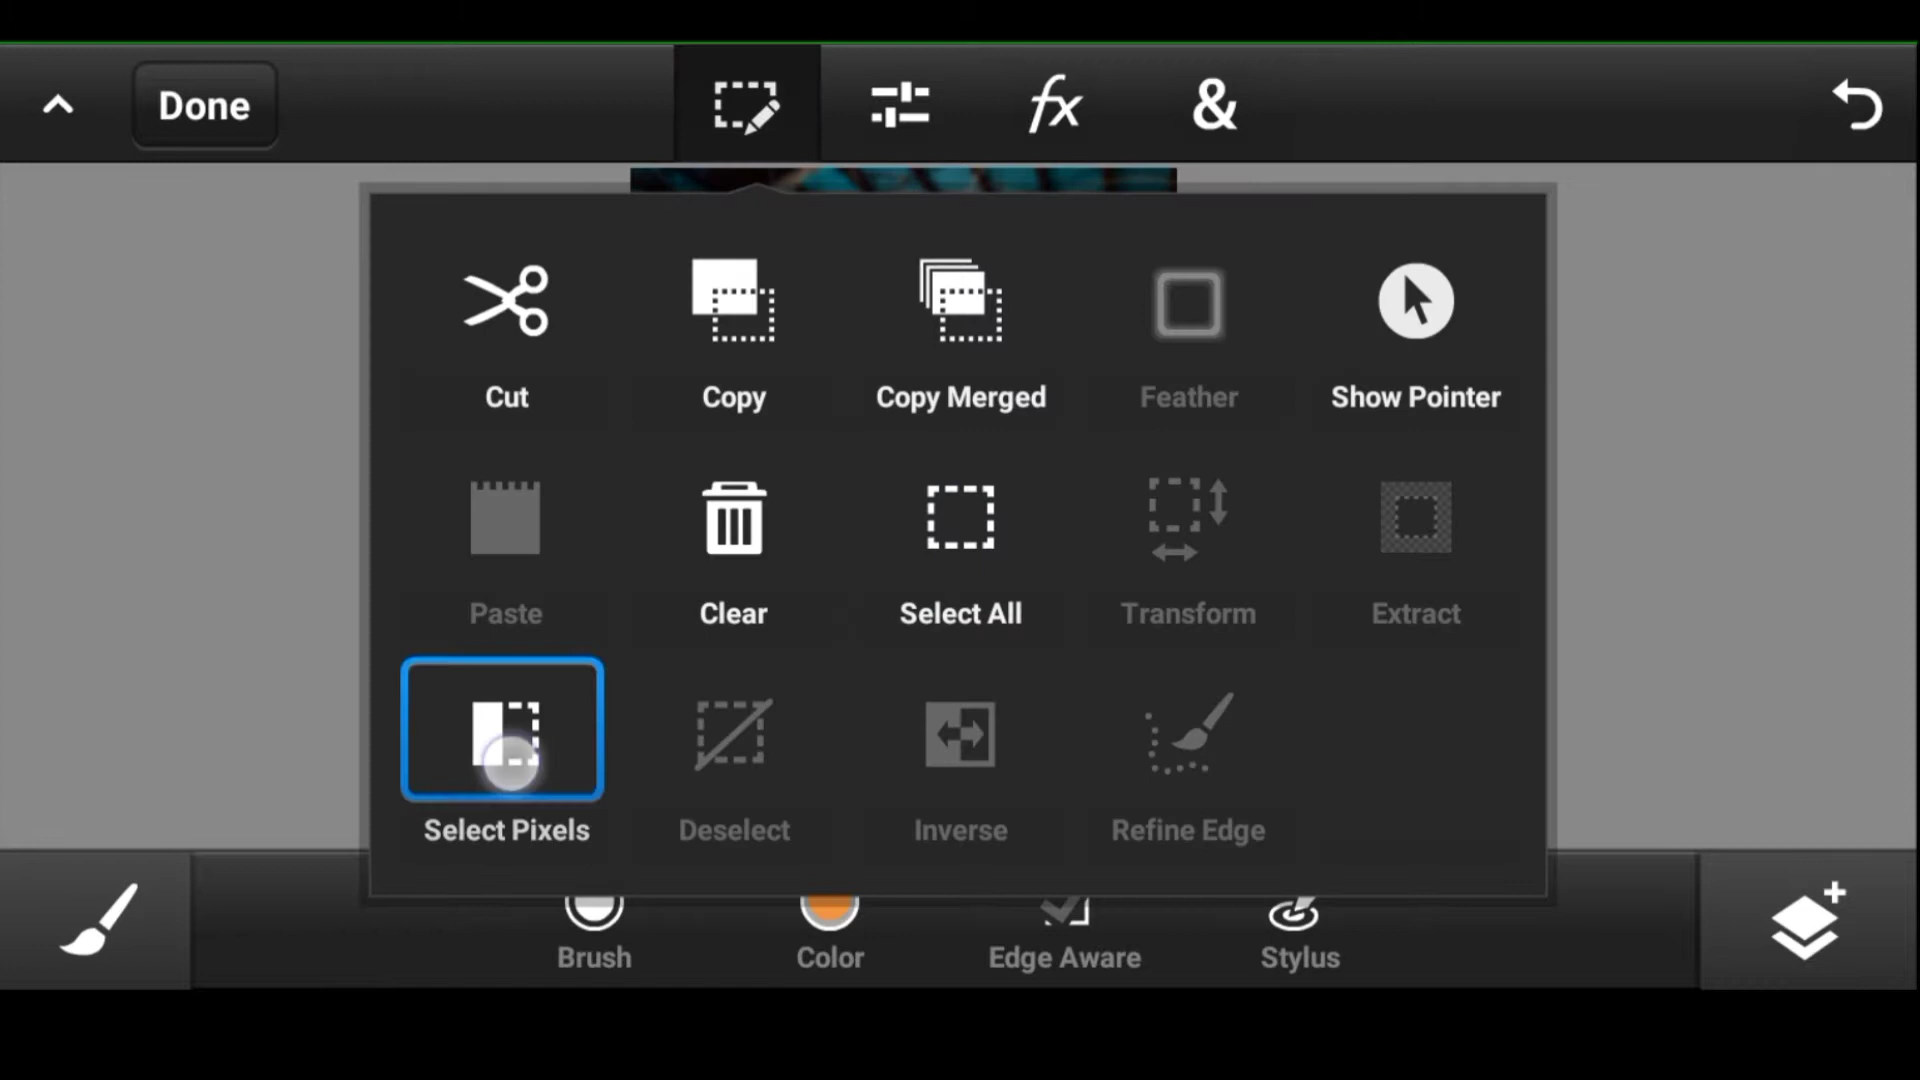 Done
fx
&
Cut
Copy
Copy Merged
Feather
Show Pointer
Paste
Clear
Select All
Transform
Extract
Select Pixels
Deselect
Inverse
Refine Edge
Brush
Color
Edge Aware
Stylus